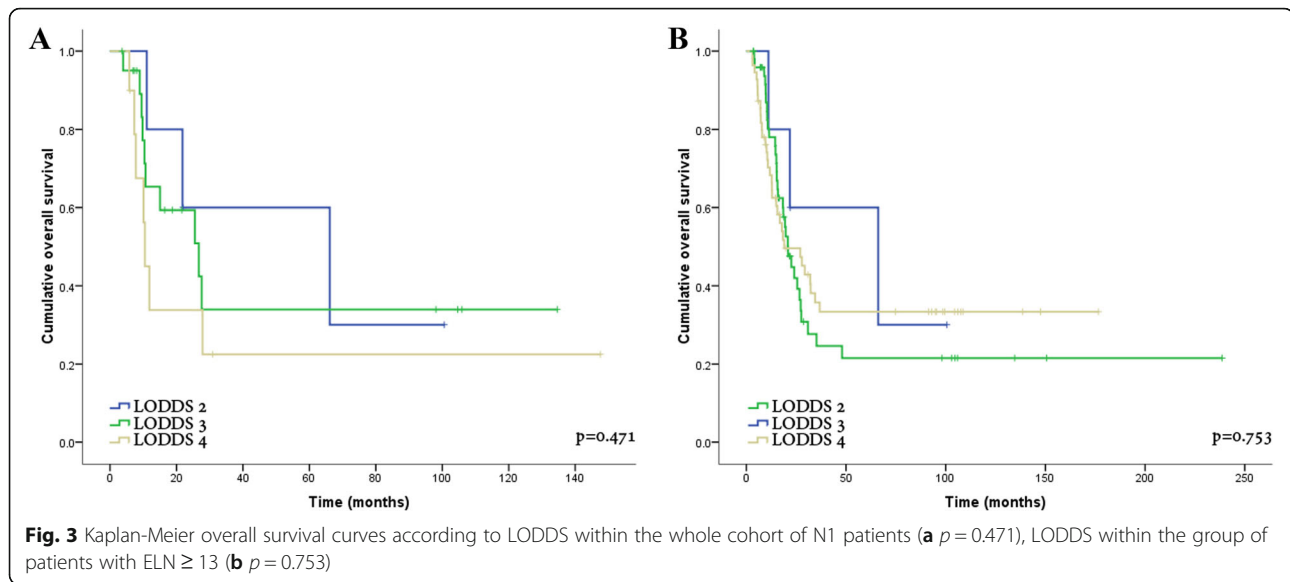 A
Cumulative overall survival
1.0
0.8
0.6
0.4
0.2
0.0
LODDS 2
LODDS 3
LODDS 4
p=0.471
0 20 40 60 80 100 120 140
Time (months)
B
Cumulative overall survival
1.0
0.8
0.6
0.4
0.2
0.0
LODDS 2
LODDS 3
LODDS 4
p=0.753
0 50 100 150 200 250
Time (months)
Fig. 3 Kaplan-Meier overall survival curves according to LODDS within the whole cohort of N1 patients (a p = 0.471), LODDS within the group of
patients with ELN ≥ 13 (b p = 0.753)